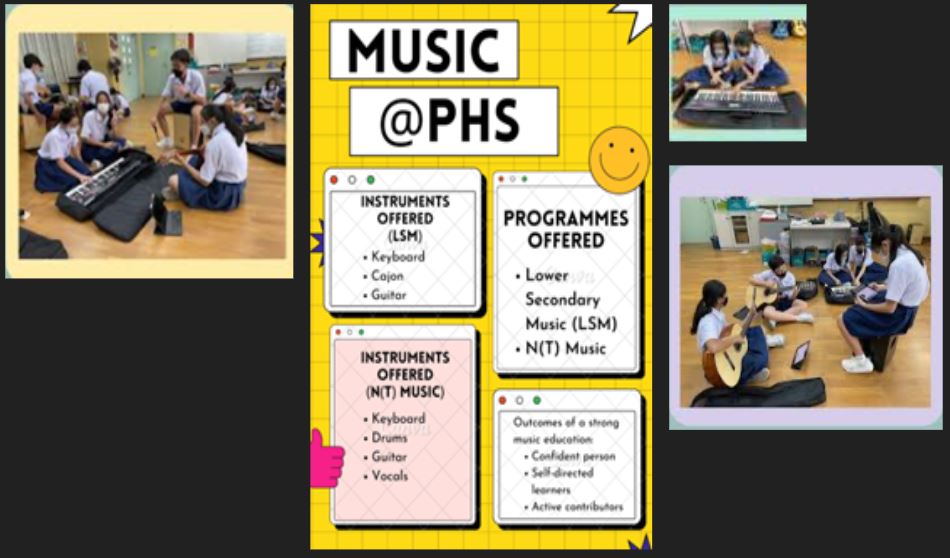 MUSIC
@PHS
INSTRUMENTS
OFFERED
(LSM)
• Keyboard
• Cajon
• Guitar
PROGRAMMES
OFFERED
• Lower
Secondary
Music (LSM)
• N(T) Music
INSTRUMENTS
OFFERED
(N(T) MUSIC)
• Keyboard
• Drums
• Guitar
• Vocals
Outcomes of a strong
music education:
• Confident person
• Self-directed
learners
• Active contributors